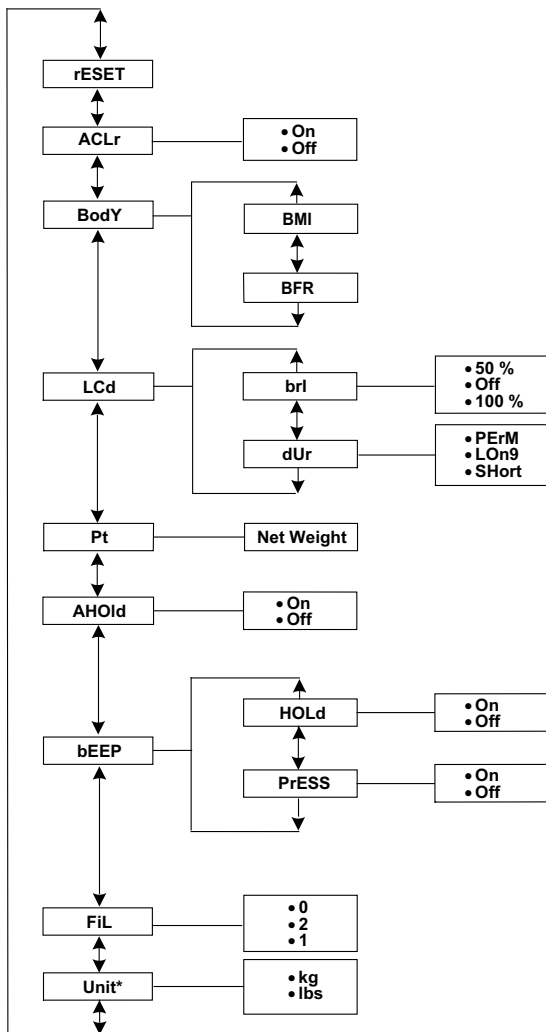 rESET
ACLr
• On
• Off
BodY
BMI
BFR
LCd
brI
• 50 %
• Off
• 100 %
dUr
• PErM
• LOn9
• SHort
Pt
Net Weight
AHOld
• On
• Off
bEEP
HOLd
• On
• Off
PrESS
• On
• Off
FiL
• 0
• 2
• 1
Unit*
• kg
• lbs